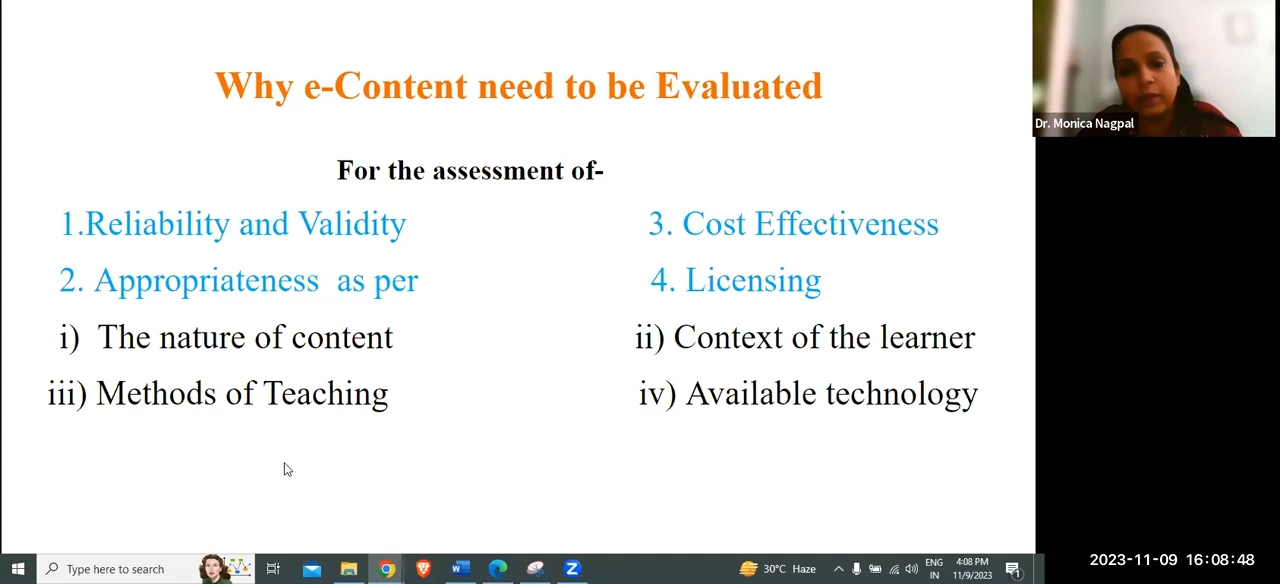 Why e-Content need to be Evaluated
Dr. Monica Nagpal
For the assessment of-
1.Reliability and Validity
3. Cost Effectiveness
2. Appropriateness as per
4. Licensing
i) The nature of content
ii) Context of the learner
iii) Methods of Teaching
iv) Available technology
Type here to search
30°C Haze
ENG
IN
4:08 PM
11/9/2023
1
2023-11-09 16:08:48